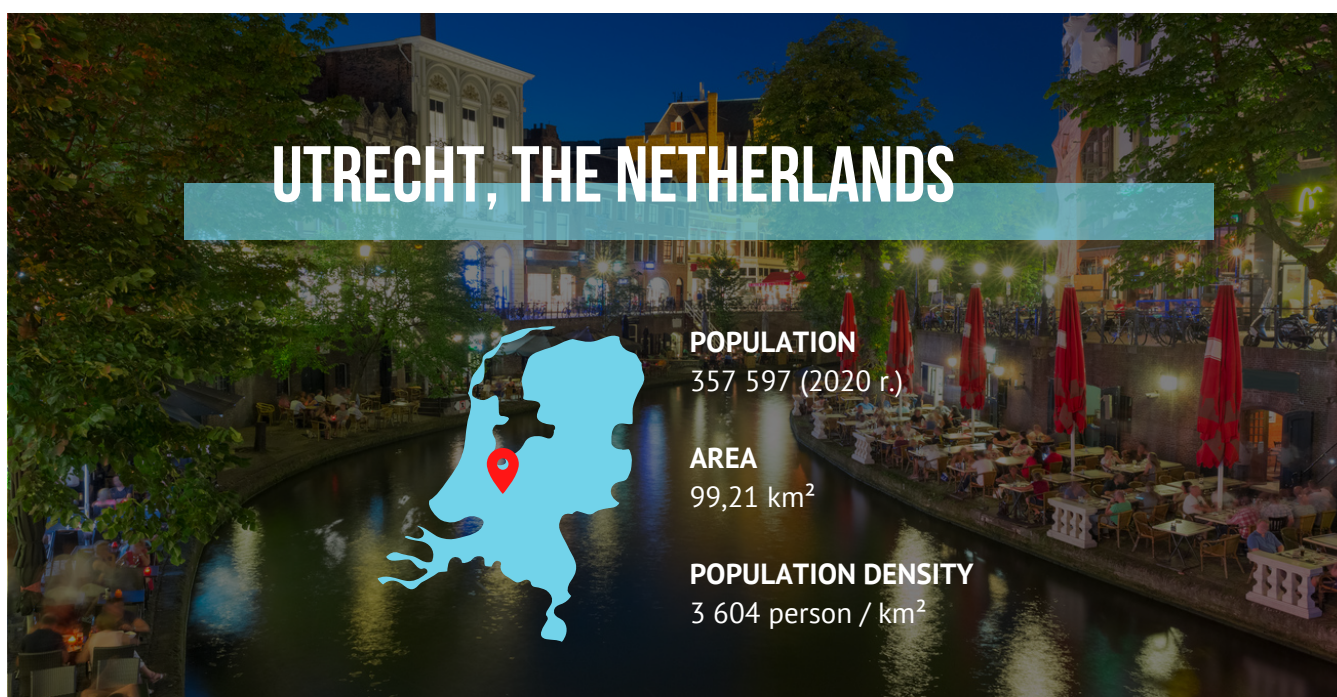 UTRECHT, THE NETHERLANDS
POPULATION
357 597 (2020 r.)
AREA
99,21 km²
POPULATION DENSITY
3 604 person / km²